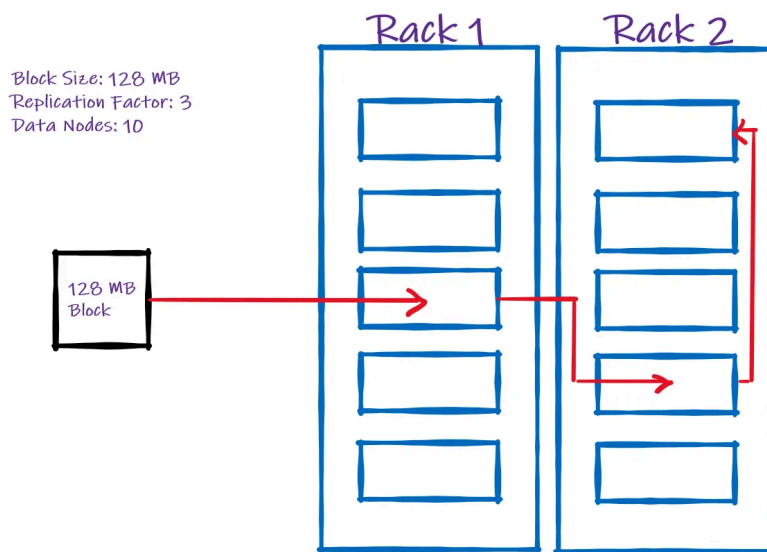 Rack 1
Rack 2
Block Size: 128 MB
Replication Factor: 3
Data Nodes: 10
128 MB
Block